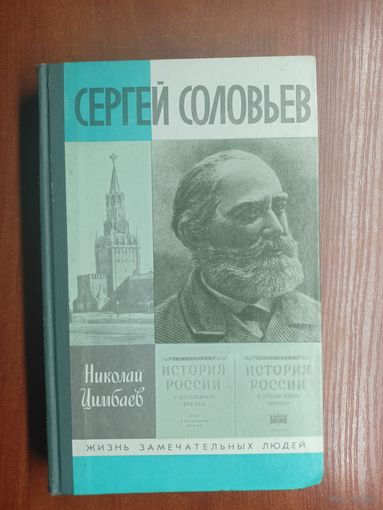 СЕРГЕЙ СОЛОВЬЕВ
Николай
Цимбаев
ИСТОРИЯ
РОССИИ
С ДРЕВНЕЙШИХ
ВРЕМЕН
ИСТОРИЯ
РОССИИ
С ДРЕВНЕЙШИХ
ВРЕМЕН
ЖИЗНЬ ЗАМЕЧАТЕЛЬНЫХ ЛЮДЕЙ